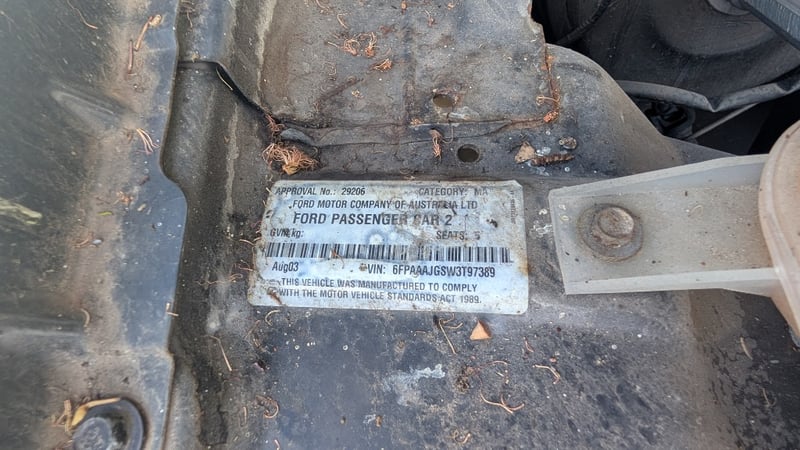 APPROVAL No.: 29206 CATEGORY: MA
FORD MOTOR COMPANY OF AUSTRALIA LTD
FORD PASSENGER CAR 2
GVM/kg: SEATS: 5
Aug03 VIN: 6FPAAAJGSW3T97389
THIS VEHICLE WAS MANUFACTURED TO COMPLY
WITH THE MOTOR VEHICLE STANDARDS ACT 1989.